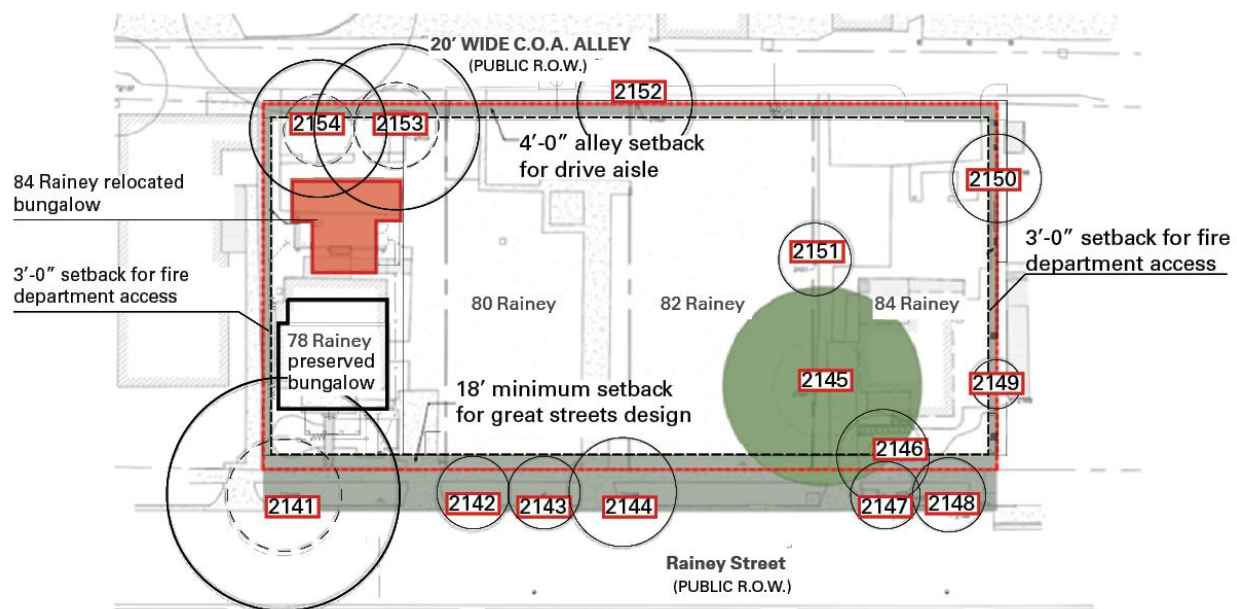 20' WIDE C.O.A. ALLEY
(PUBLIC R.O.W.)
2152
2154
2153
4'-0" alley setback
for drive aisle
84 Rainey relocated
bungalow
2150
3'-0" setback for fire
department access
2151
3'-0" setback for fire
department access
80 Rainey
82 Rainey
84 Rainey
78 Rainey
preserved
bungalow
18' minimum setback
for great streets design
2145
2149
2146
2141
2142
2143
2144
2147
2148
Rainey Street
(PUBLIC R.O.W.)